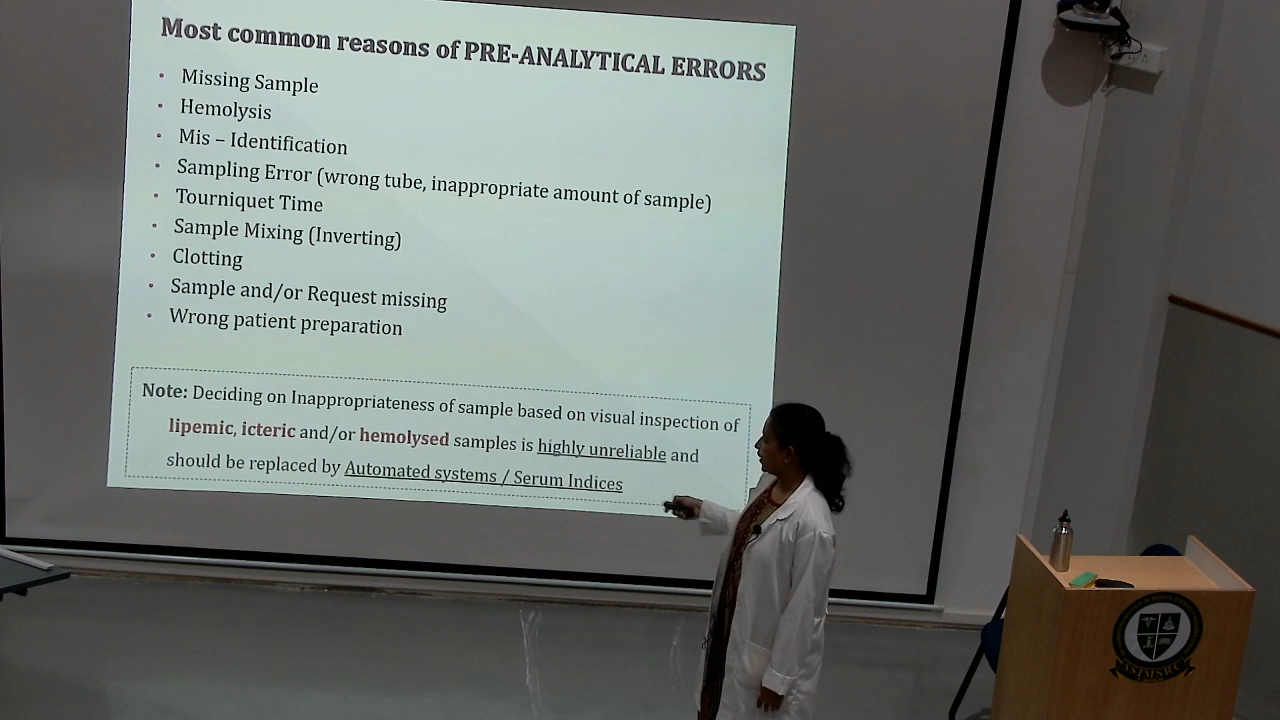 Most common reasons of PRE-ANALYTICAL ERRORS
• Missing Sample
• Hemolysis
• Mis – Identification
• Sampling Error (wrong tube, inappropriate amount of sample)
• Tourniquet Time
• Sample Mixing (Inverting)
• Clotting
• Sample and/or Request missing
• Wrong patient preparation
Note: Deciding on Inappropriateness of sample based on visual inspection of
lipemic, icteric and/or hemolysed samples is highly unreliable and
should be replaced by Automated systems / Serum Indices
SSIMSRC